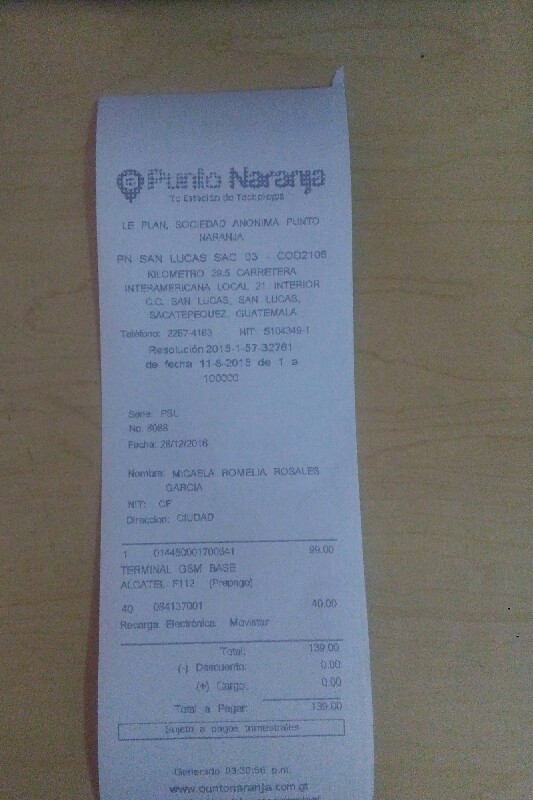 Punto Naranja
Tu Estación de Tecnología
LE PLAN, SOCIEDAD ANONIMA PUNTO
NARANJA
PN SAN LUCAS SAC 03 - COD2106
KILOMETRO 29.5 CARRETERA
INTERAMERICANA LOCAL 21 INTERIOR
C.C. SAN LUCAS, SAN LUCAS,
SACATEPEQUEZ, GUATEMALA
Teléfono: 2267-4163 NIT: 5104349-1
Resolución 2015-1-57-32761
de fecha 11-6-2015 de 1 a
100000
Serie: PSL
No. 8088
Fecha: 26/12/2016
Nombre: MICAELA ROMELIA ROSALES
GARCIA
NIT: CF
Direccion: CIUDAD
1 014450001700641 99.00
TERMINAL GSM BASE
ALCATEL F112 (Prepago)
40 084137001 40.00
Recarga Electrónica Movistar
Total: 139.00
(-) Descuento: 0.00
(+) Cargo: 0.00
Total a Pagar: 139.00
Sujeto a pagos trimestrales
Generado 03:30:56 p.m.
www.puntonaranja.com.gt